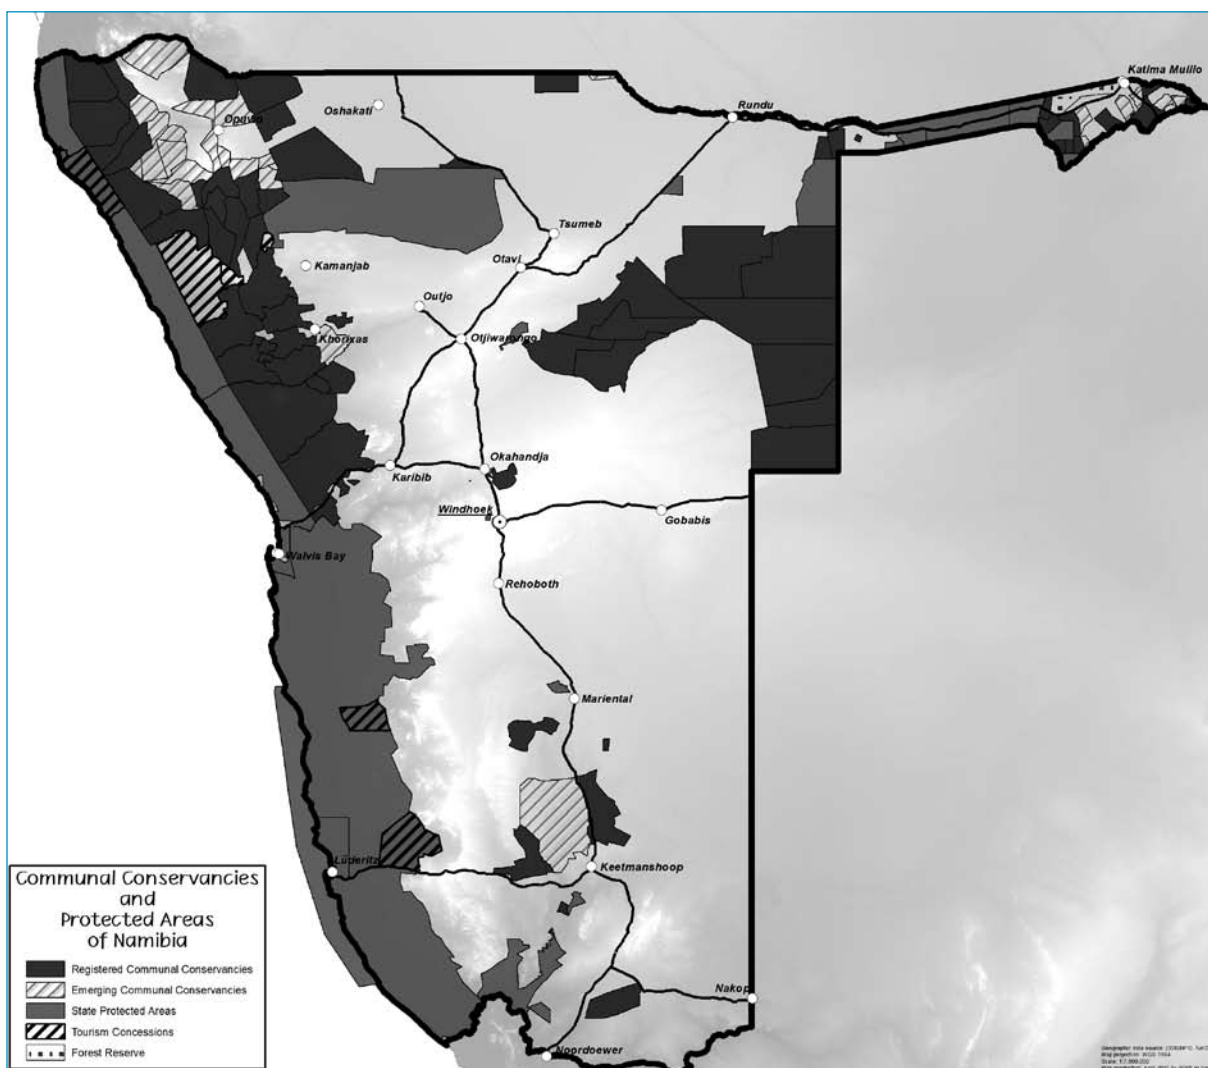 Katima Mulilo
Oshakati
Rundu
Opuwo
Tsumeb
Otavi
Kamanjab
Outjo
Otjiwarongo
Khorixas
Okahandja
Karibib
Windhoek
Gobabis
Walvis Bay
Rehoboth
Mariental
Lüderitz
Keetmanshoop
Nakop
Noordoewer
Communal Conservancies
and
Protected Areas
of Namibia
Registered Communal Conservancies
Emerging Communal Conservancies
State Protected Areas
Tourism Concessions
Forest Reserve